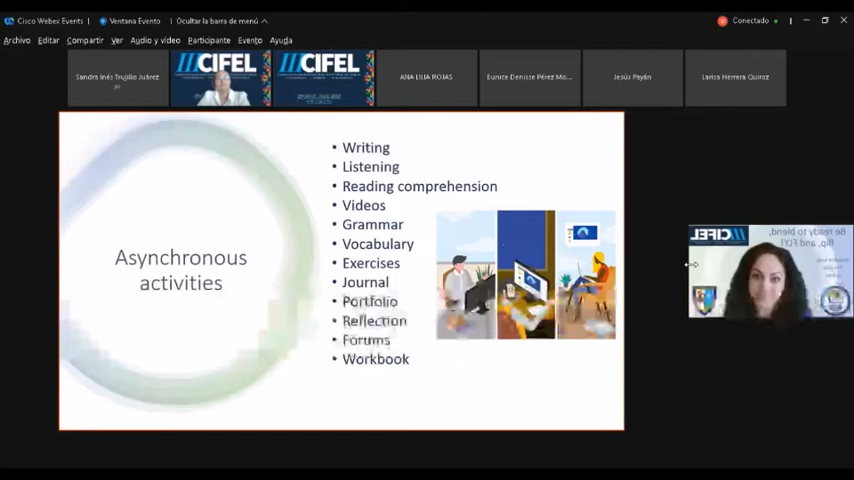 Cisco Webex Events
Ventana Evento
Ocultar la barra de menú
Conectado
Archivo Editar Compartir Ver Audio y vídeo Participante Evento Ayuda
Sandra Inés Trujillo Juárez
yo
CIFEL
CIFEL
ANA LILIA ROJAS
Eunice Denisse Pérez Mo...
Jesús Payán
Larisa Herrera Quiroz
Asynchronous
activities
• Writing
• Listening
• Reading comprehension
• Videos
• Grammar
• Vocabulary
• Exercises
• Journal
• Portfolio
• Reflection
• Forums
• Workbook
CIFEL
Be ready to blend,
flip, and FLY!